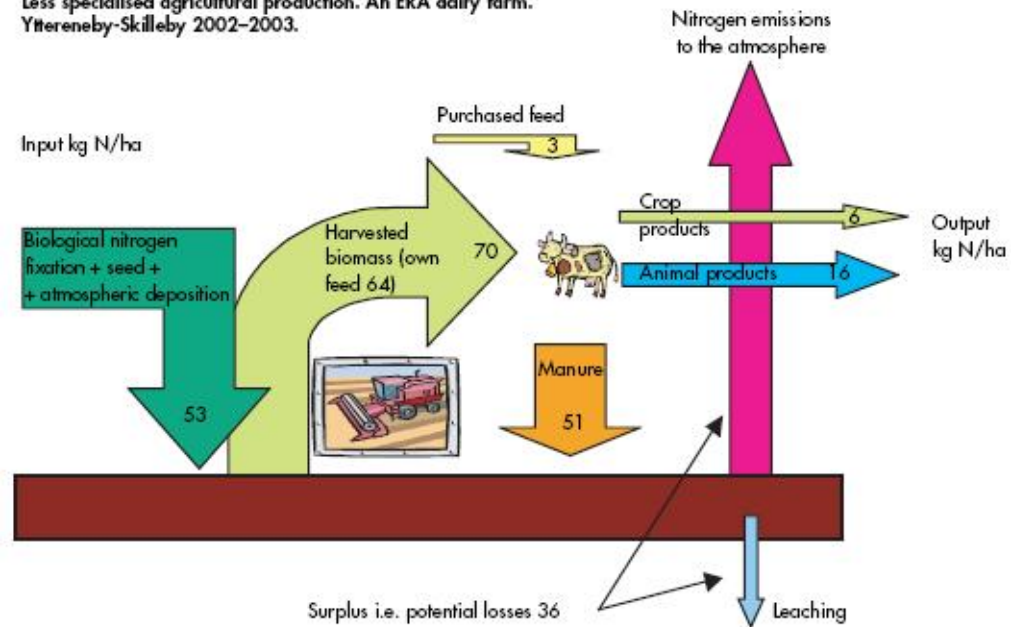 Less specialised agricultural production. An ERA dairy farm.
Yttereneby-Skilleby 2002–2003.
Nitrogen emissions
to the atmosphere
Input kg N/ha
Purchased feed
3
Biological nitrogen
fixation + seed +
+ atmospheric deposition
53
Harvested
biomass (own
feed 64)
70
Crop
products
6
Animal products
16
Output
kg N/ha
Manure
51
Surplus i.e. potential losses 36
Leaching